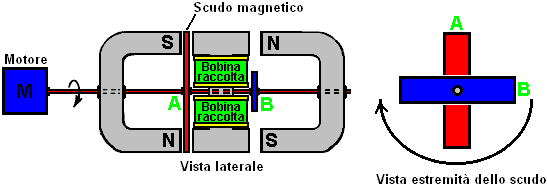 Scudo magnetico
Motore
M
S
N
N
S
Bobina
raccolta
Bobina
raccolta
A
B
Vista laterale
A
B
Vista estremità dello scudo